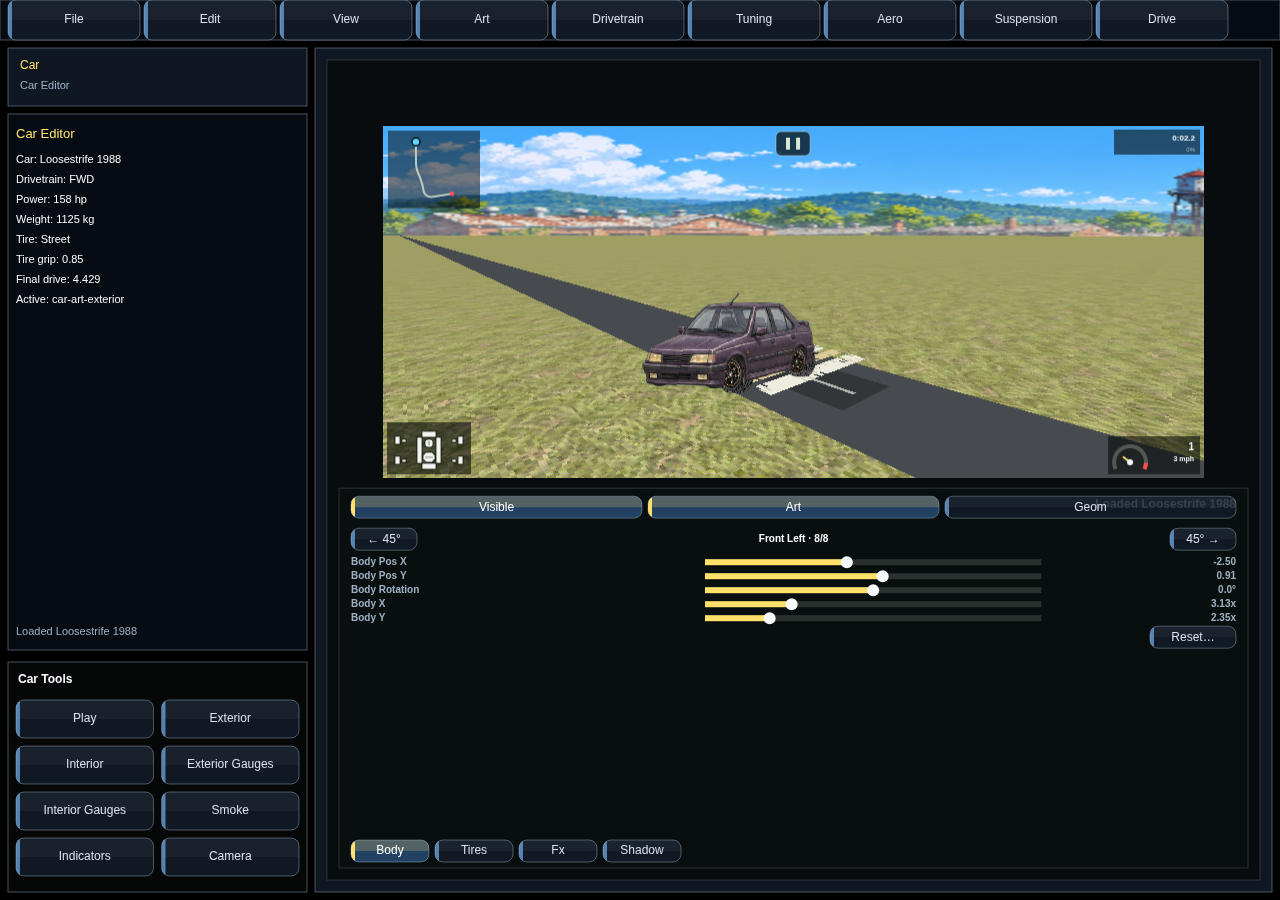 File Edit View Art Drivetrain Tuning Aero Suspension Drive
Car
Car Editor
Car Editor
Car: Loosestrife 1988
Drivetrain: FWD
Power: 158 hp
Weight: 1125 kg
Tire: Street
Tire grip: 0.85
Final drive: 4.429
Active: car-art-exterior
Loaded Loosestrife 1988
Car Tools
Play Exterior
Interior Exterior Gauges
Interior Gauges Smoke
Indicators Camera
0:02.2
0%
1
3 mph
Visible Art Geom
Loaded Loosestrife 1988
← 45° Front Left · 8/8 45° →
Body Pos X -2.50
Body Pos Y 0.91
Body Rotation 0.0°
Body X 3.13x
Body Y 2.35x
Reset…
Body Tires Fx Shadow